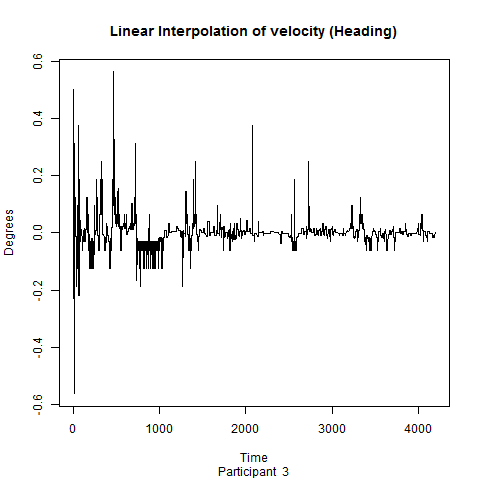 Linear Interpolation of velocity (Heading)
0.6
0.4
0.2
0.0
-0.2
-0.4
-0.6
Degrees
0 1000 2000 3000 4000
Time
Participant 3